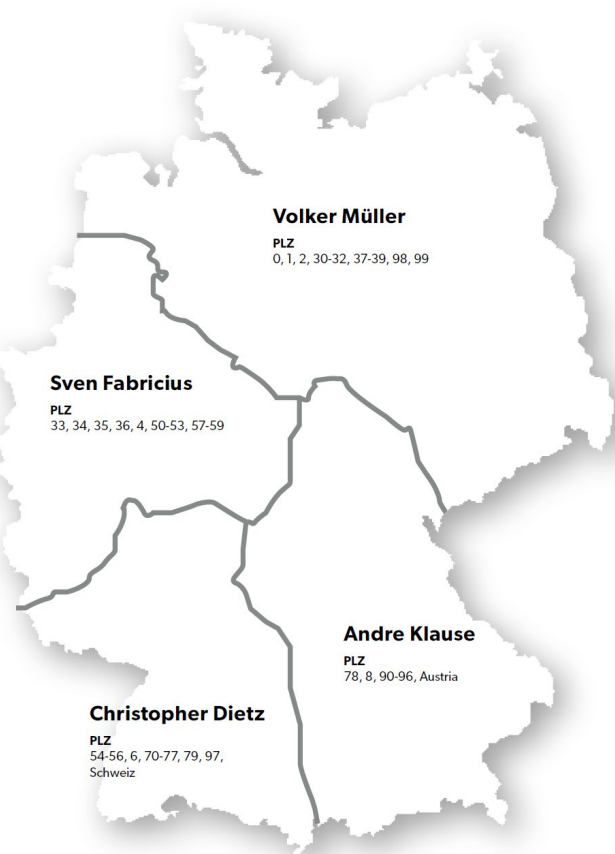 Volker Müller
PLZ
0, 1, 2, 30-32, 37-39, 98, 99
Sven Fabricius
PLZ
33, 34, 35, 36, 4, 50-53, 57-59
Andre Klause
PLZ
78, 8, 90-96, Austria
Christopher Dietz
PLZ
54-56, 6, 70-77, 79, 97,
Schweiz